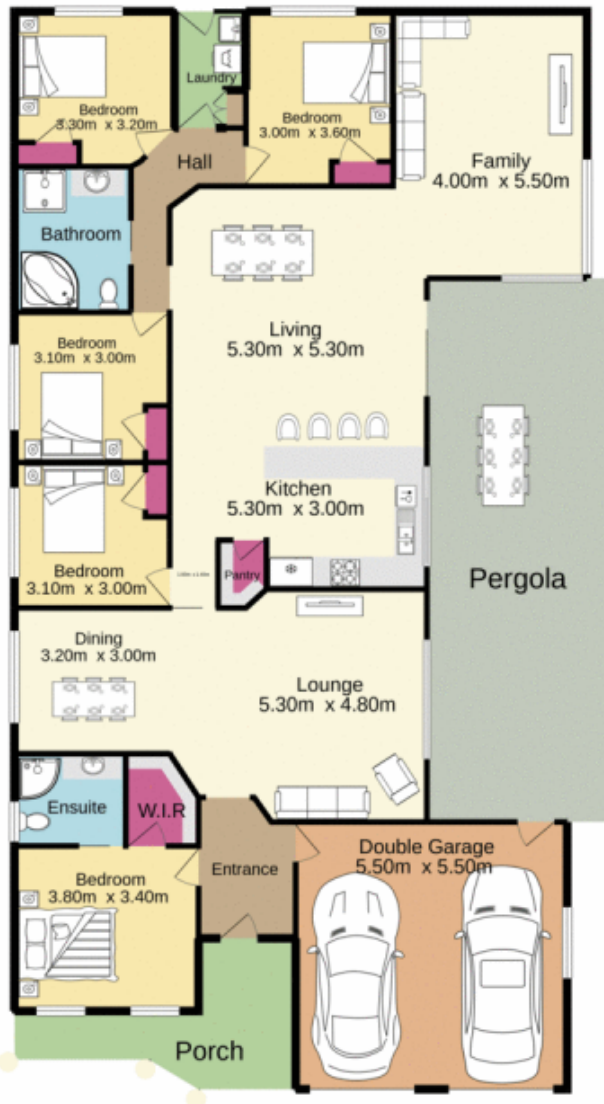 Laundry
Bedroom
3.30m x 3.20m
Bedroom
3.00m x 3.60m
Hall
Family
4.00m x 5.50m
Bathroom
Living
5.30m x 5.30m
Bedroom
3.10m x 3.00m
Kitchen
5.30m x 3.00m
Bedroom
3.10m x 3.00m
Pantry
Pergola
Dining
3.20m x 3.00m
Lounge
5.30m x 4.80m
Ensuite
W.I.R
Double Garage
5.50m x 5.50m
Bedroom
3.80m x 3.40m
Entrance
Porch